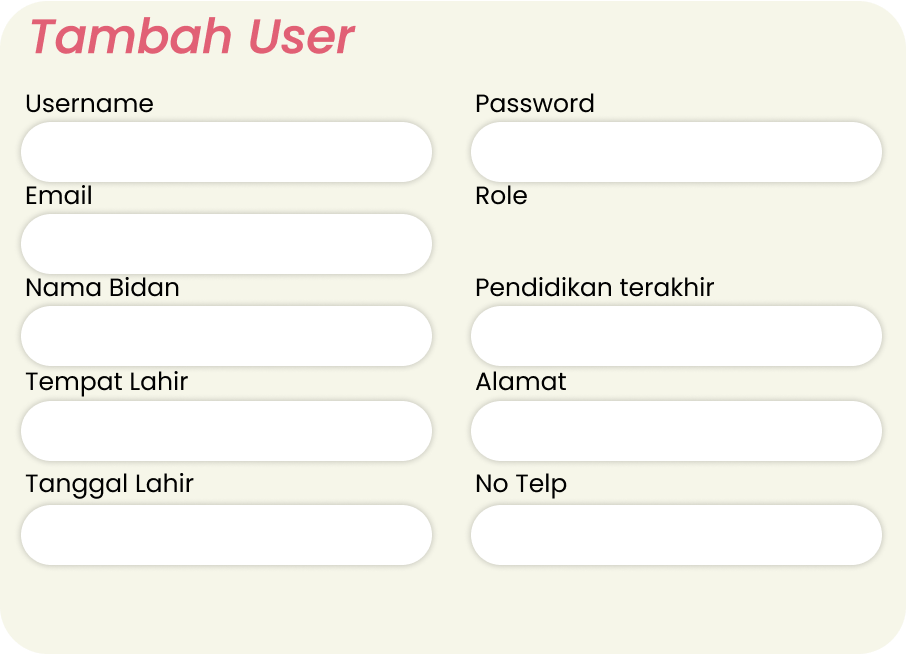 Tambah User
Username
Password
Email
Role
Nama Bidan
Pendidikan terakhir
Tempat Lahir
Alamat
Tanggal Lahir
No Telp